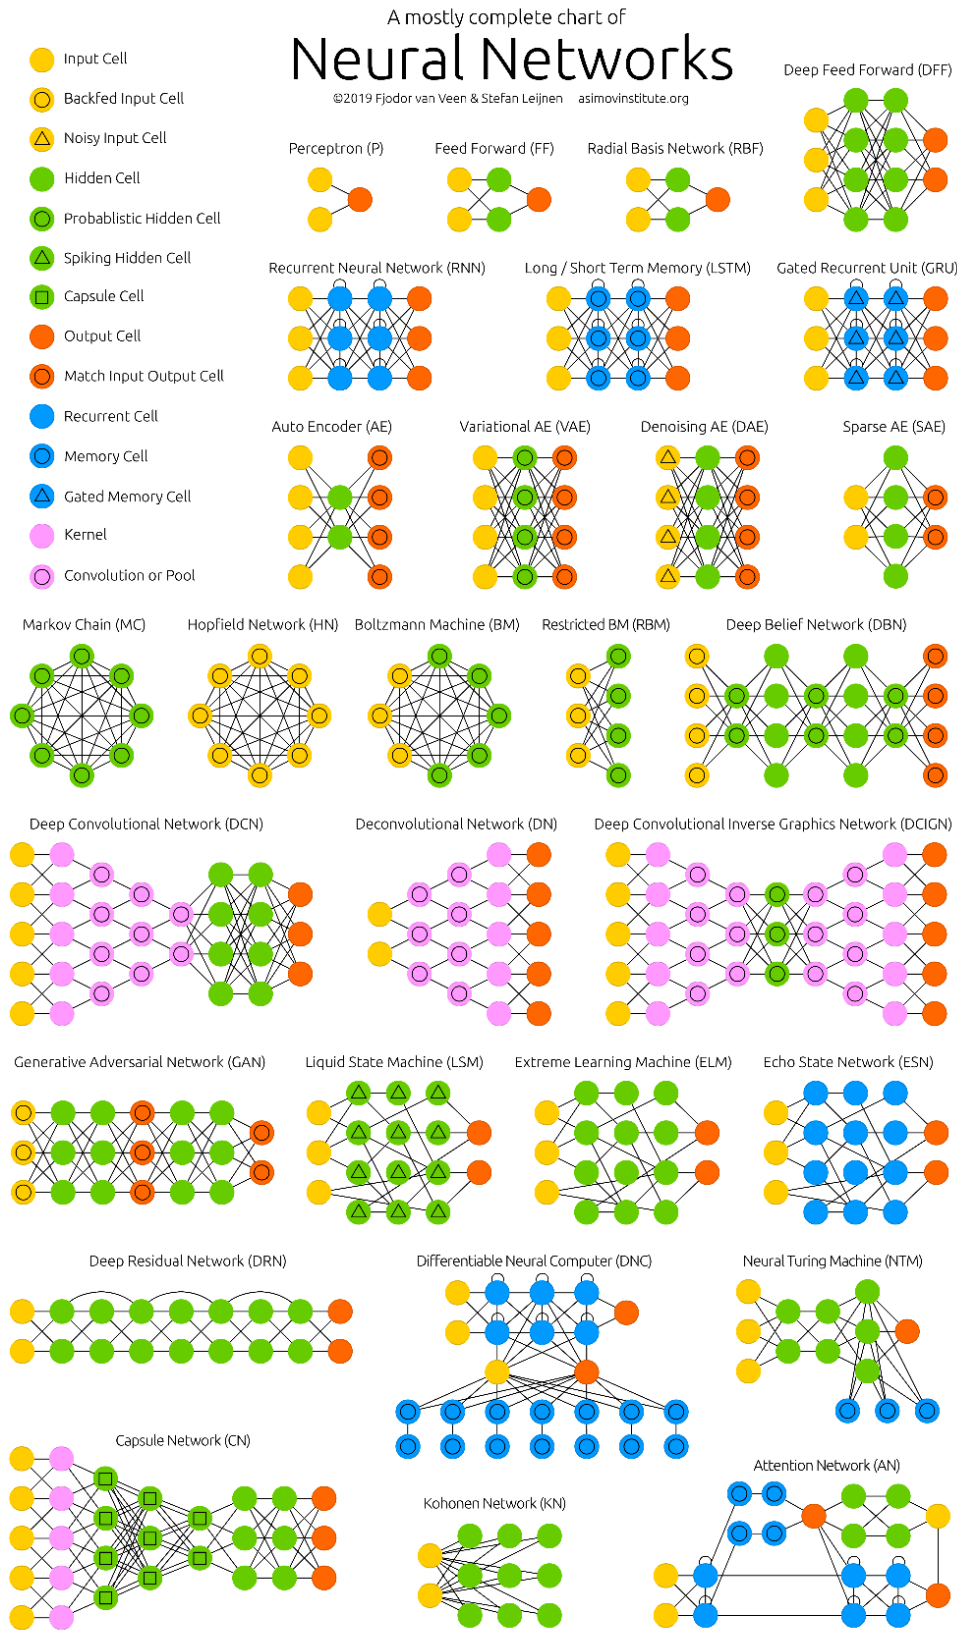 A mostly complete chart of
Neural Networks
©2019 Fjodor van Veen & Stefan Leijnen asimovinstitute.org
Input Cell
Backfed Input Cell
Noisy Input Cell
Hidden Cell
Probablistic Hidden Cell
Spiking Hidden Cell
Capsule Cell
Output Cell
Match Input Output Cell
Recurrent Cell
Memory Cell
Gated Memory Cell
Kernel
Convolution or Pool
Deep Feed Forward (DFF)
Perceptron (P)
Feed Forward (FF)
Radial Basis Network (RBF)
Recurrent Neural Network (RNN)
Long / Short Term Memory (LSTM)
Gated Recurrent Unit (GRU)
Auto Encoder (AE)
Variational AE (VAE)
Denoising AE (DAE)
Sparse AE (SAE)
Markov Chain (MC)
Hopfield Network (HN)
Boltzmann Machine (BM)
Restricted BM (RBM)
Deep Belief Network (DBN)
Deep Convolutional Network (DCN)
Deconvolutional Network (DN)
Deep Convolutional Inverse Graphics Network (DCIGN)
Generative Adversarial Network (GAN)
Liquid State Machine (LSM)
Extreme Learning Machine (ELM)
Echo State Network (ESN)
Deep Residual Network (DRN)
Differentiable Neural Computer (DNC)
Neural Turing Machine (NTM)
Capsule Network (CN)
Kohonen Network (KN)
Attention Network (AN)